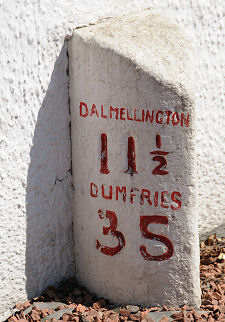 DALMELLINGTON
11½
DUMFRIES
35